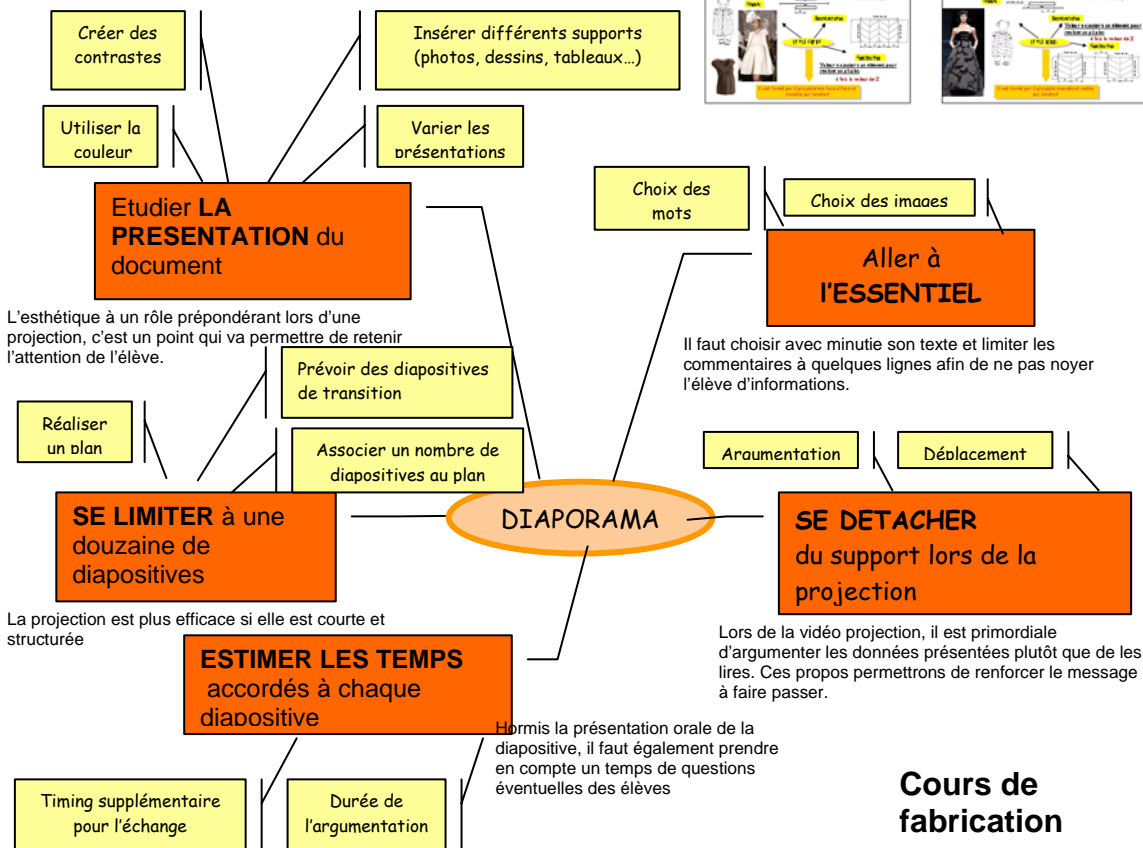 Créer des
contrastes
Insérer différents supports
(photos, dessins, tableaux…)
Utiliser la
couleur
Varier les
présentations
Etudier LA
PRESENTATION du
document
L'esthétique à un rôle prépondérant lors d'une
projection, c'est un point qui va permettre de retenir
l'attention de l'élève.
Choix des
mots
Choix des images
Aller à
l'ESSENTIEL
Il faut choisir avec minutie son texte et limiter les
commentaires à quelques lignes afin de ne pas noyer
l'élève d'informations.
Prévoir des diapositives
de transition
Réaliser
un plan
Associer un nombre de
diapositives au plan
SE LIMITER à une
douzaine de
diapositives
La projection est plus efficace si elle est courte et
structurée
DIAPORAMA
Argumentation
Déplacement
SE DETACHER
du support lors de la
projection
Lors de la vidéo projection, il est primordiale
d'argumenter les données présentées plutôt que de les
lires. Ces propos permettrons de renforcer le message
à faire passer.
ESTIMER LES TEMPS
accordés à chaque
diapositive
Hormis la présentation orale de la
diapositive, il faut également prendre
en compte un temps de questions
éventuelles des élèves
Timing supplémentaire
pour l'échange
Durée de
l'argumentation
Cours de
fabrication